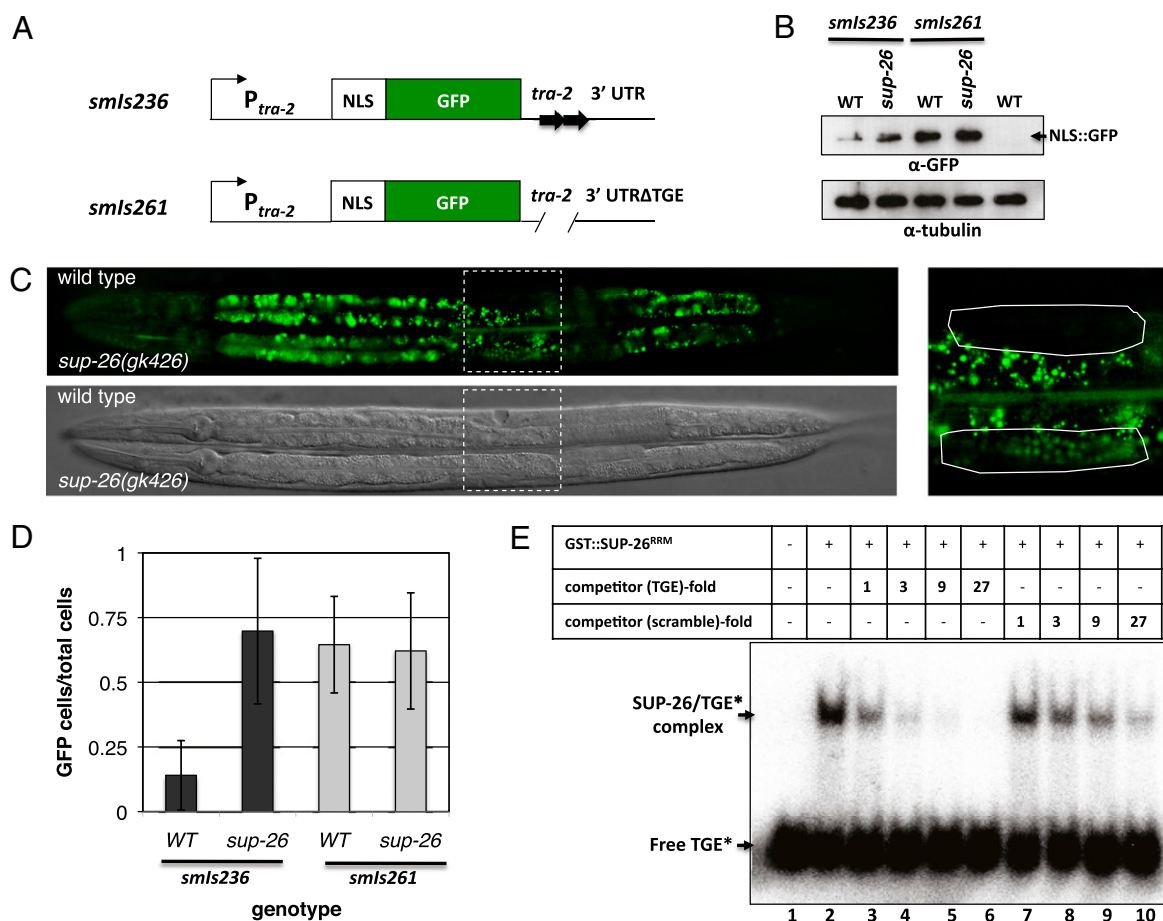 A
smIs236
P tra-2
NLS
GFP
tra-2
3’ UTR
smIs261
P tra-2
NLS
GFP
tra-2
3’ UTRΔTGE
B
smIs236 smIs261
WT sup-26 WT sup-26 WT
NLS::GFP
α-GFP
α-tubulin
C
wild type
sup-26(gk426)
wild type
sup-26(gk426)
D
GFP cells/total cells
1
0.75
0.5
0.25
0
WT sup-26 WT sup-26
smIs236 smIs261
genotype
E
GST::SUP-26RRM - + + + + + + + + +
competitor (TGE)-fold - - 1 3 9 27 - - - -
competitor (scramble)-fold - - - - - - 1 3 9 27
SUP-26/TGE*
complex
Free TGE*
1 2 3 4 5 6 7 8 9 10